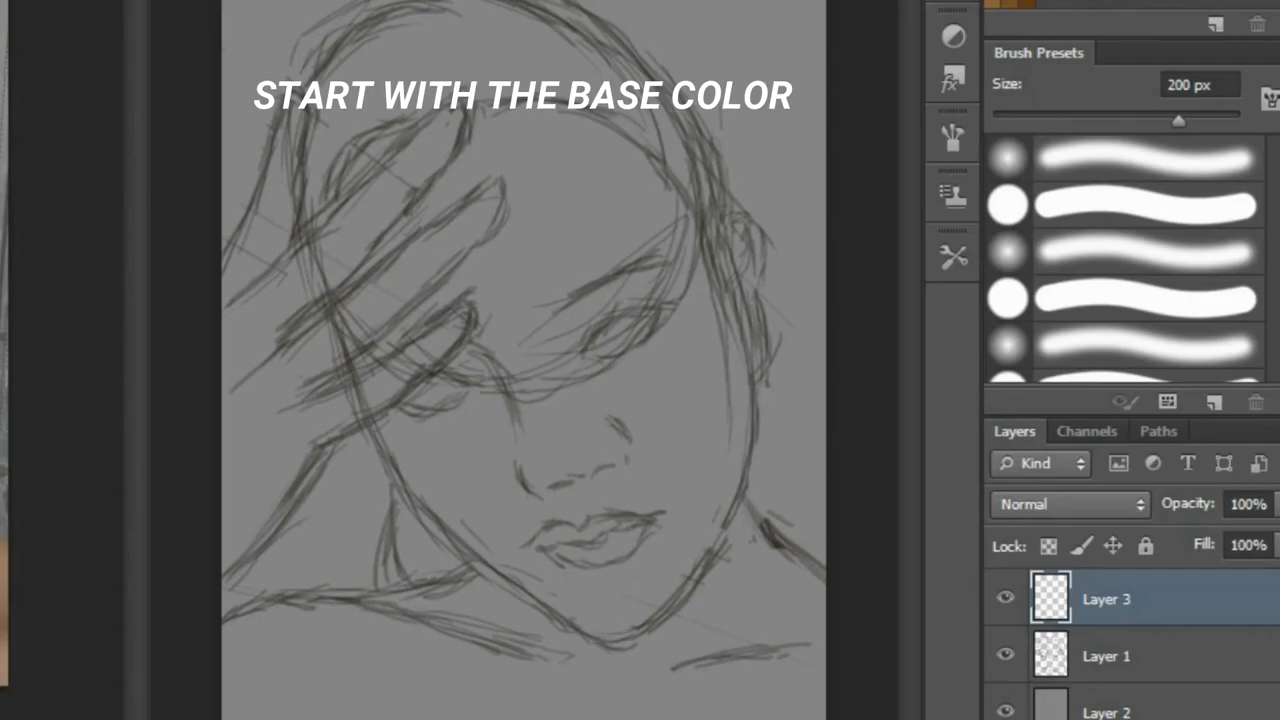 START WITH THE BASE COLOR
Brush Presets
Size:
200 px
Layers
Channels
Paths
Kind
Normal
Opacity:
100%
Lock:
Fill:
100%
Layer 3
Layer 1
Layer 2